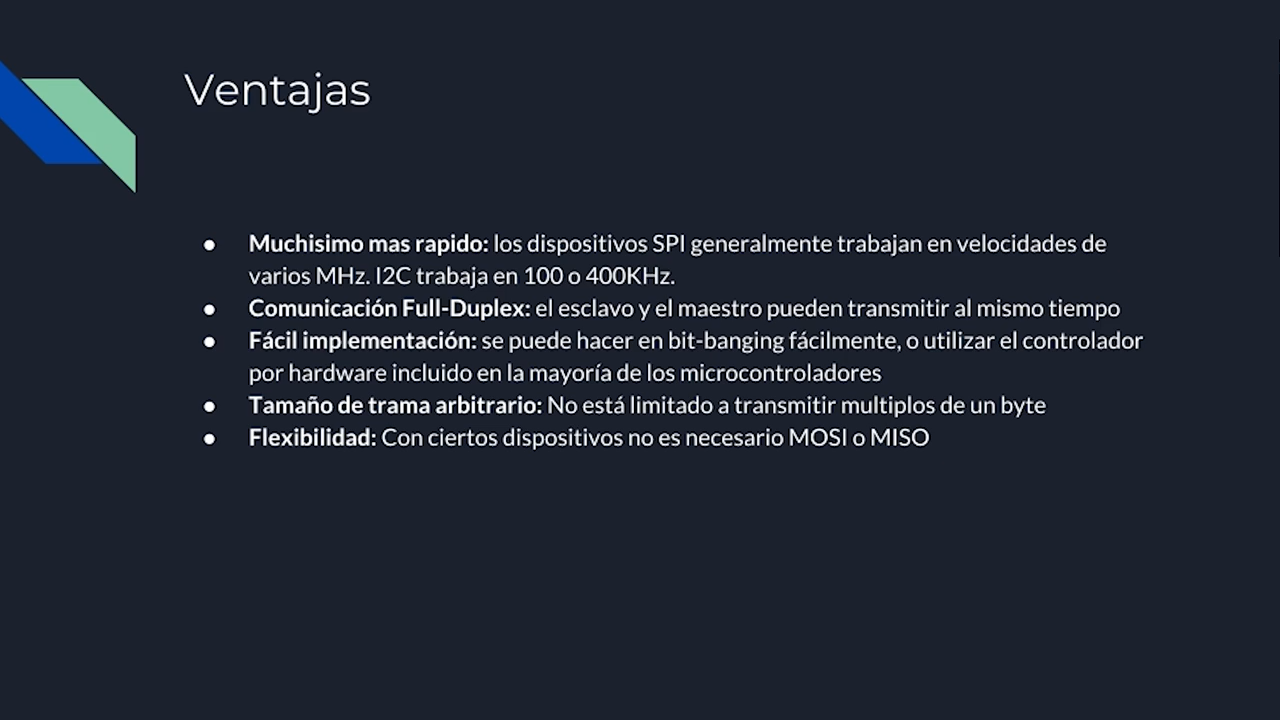 Ventajas
● Muchisimo mas rapido: los dispositivos SPI generalmente trabajan en velocidades de
varios MHz. I2C trabaja en 100 o 400KHz.
● Comunicación Full-Duplex: el esclavo y el maestro pueden transmitir al mismo tiempo
● Fácil implementación: se puede hacer en bit-banging fácilmente, o utilizar el controlador
por hardware incluido en la mayoría de los microcontroladores
● Tamaño de trama arbitrario: No está limitado a transmitir multiplos de un byte
● Flexibilidad: Con ciertos dispositivos no es necesario MOSI o MISO